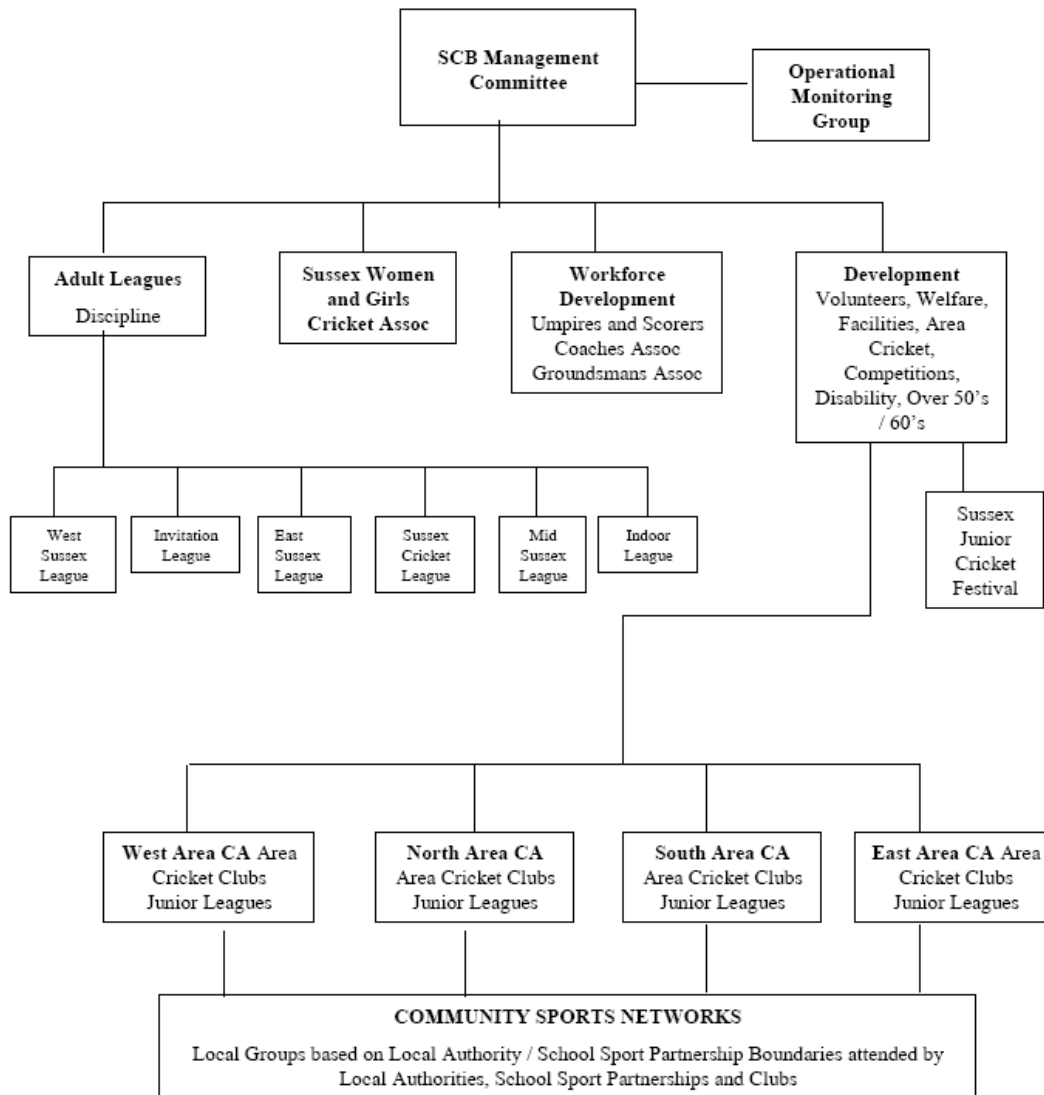 SCB Management
Committee
Operational
Monitoring
Group
Adult Leagues
Discipline
Sussex Women
and Girls
Cricket Assoc
Workforce
Development
Umpires and Scorers
Coaches Assoc
Groundsmans Assoc
Development
Volunteers, Welfare,
Facilities, Area
Cricket,
Competitions,
Disability, Over 50’s
/ 60’s
West
Sussex
League
Invitation
League
East
Sussex
League
Sussex
Cricket
League
Mid
Sussex
League
Indoor
League
Sussex
Junior
Cricket
Festival
West Area CA Area
Cricket Clubs
Junior Leagues
North Area CA
Area Cricket Clubs
Junior Leagues
South Area CA
Area Cricket Clubs
Junior Leagues
East Area CA Area
Cricket Clubs
Junior Leagues
COMMUNITY SPORTS NETWORKS
Local Groups based on Local Authority / School Sport Partnership Boundaries attended by
Local Authorities, School Sport Partnerships and Clubs